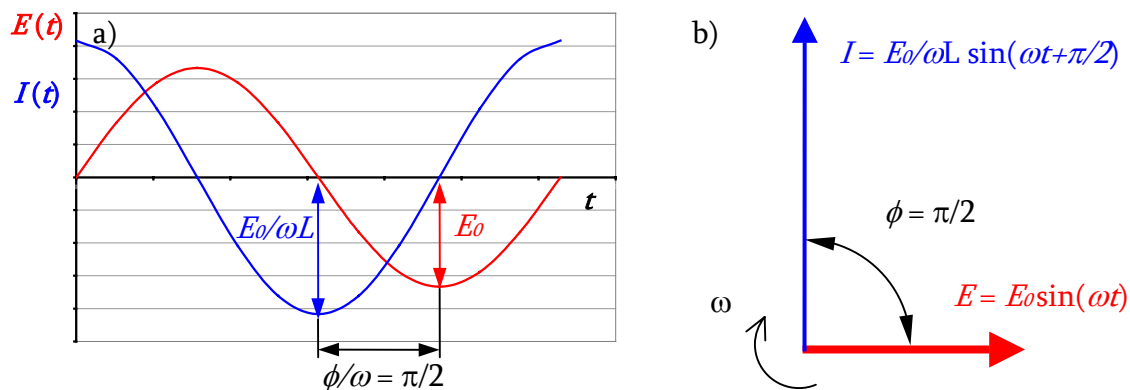 E(t)
a)
I(t)
t
E0/ωL
E0
ϕ/ω = π/2
b)
I = E0/ωL sin(ωt+π/2)
ϕ = π/2
ω
E = E0sin(ωt)